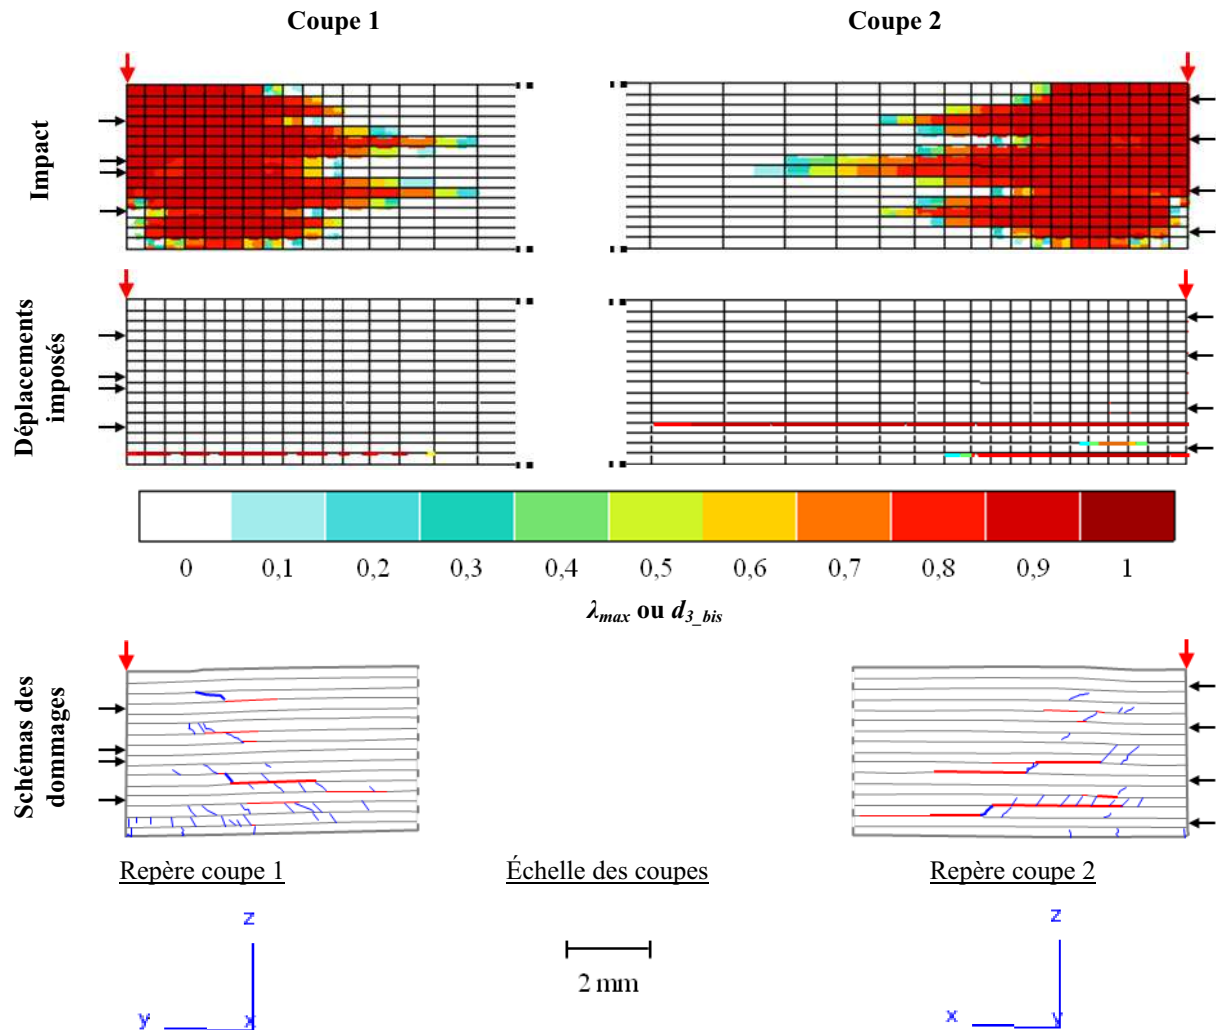 Coupe 1
Coupe 2
Impact
Déplacements
imposés
0 0,1 0,2 0,3 0,4 0,5 0,6 0,7 0,8 0,9 1
λmax ou d3_bis
Schémas des
dommages
Repère coupe 1
Échelle des coupes
Repère coupe 2
z
y
x
2 mm
z
x
y